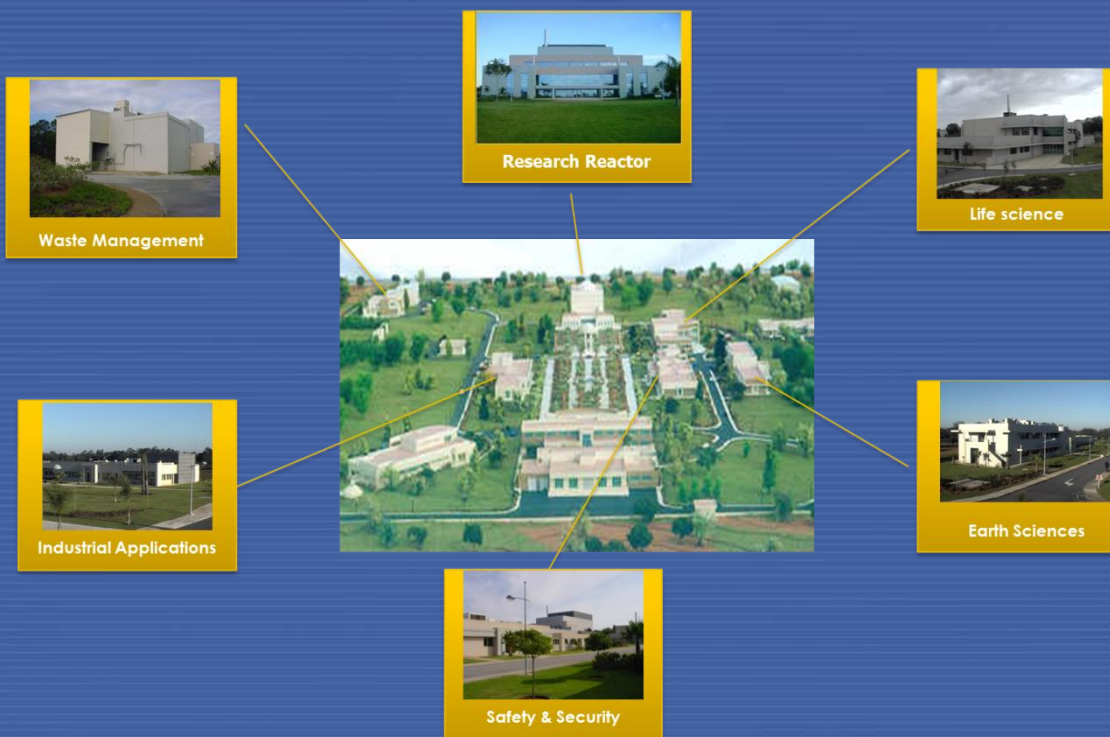 Research Reactor
Waste Management
Life science
Industrial Applications
Earth Sciences
Safety & Security